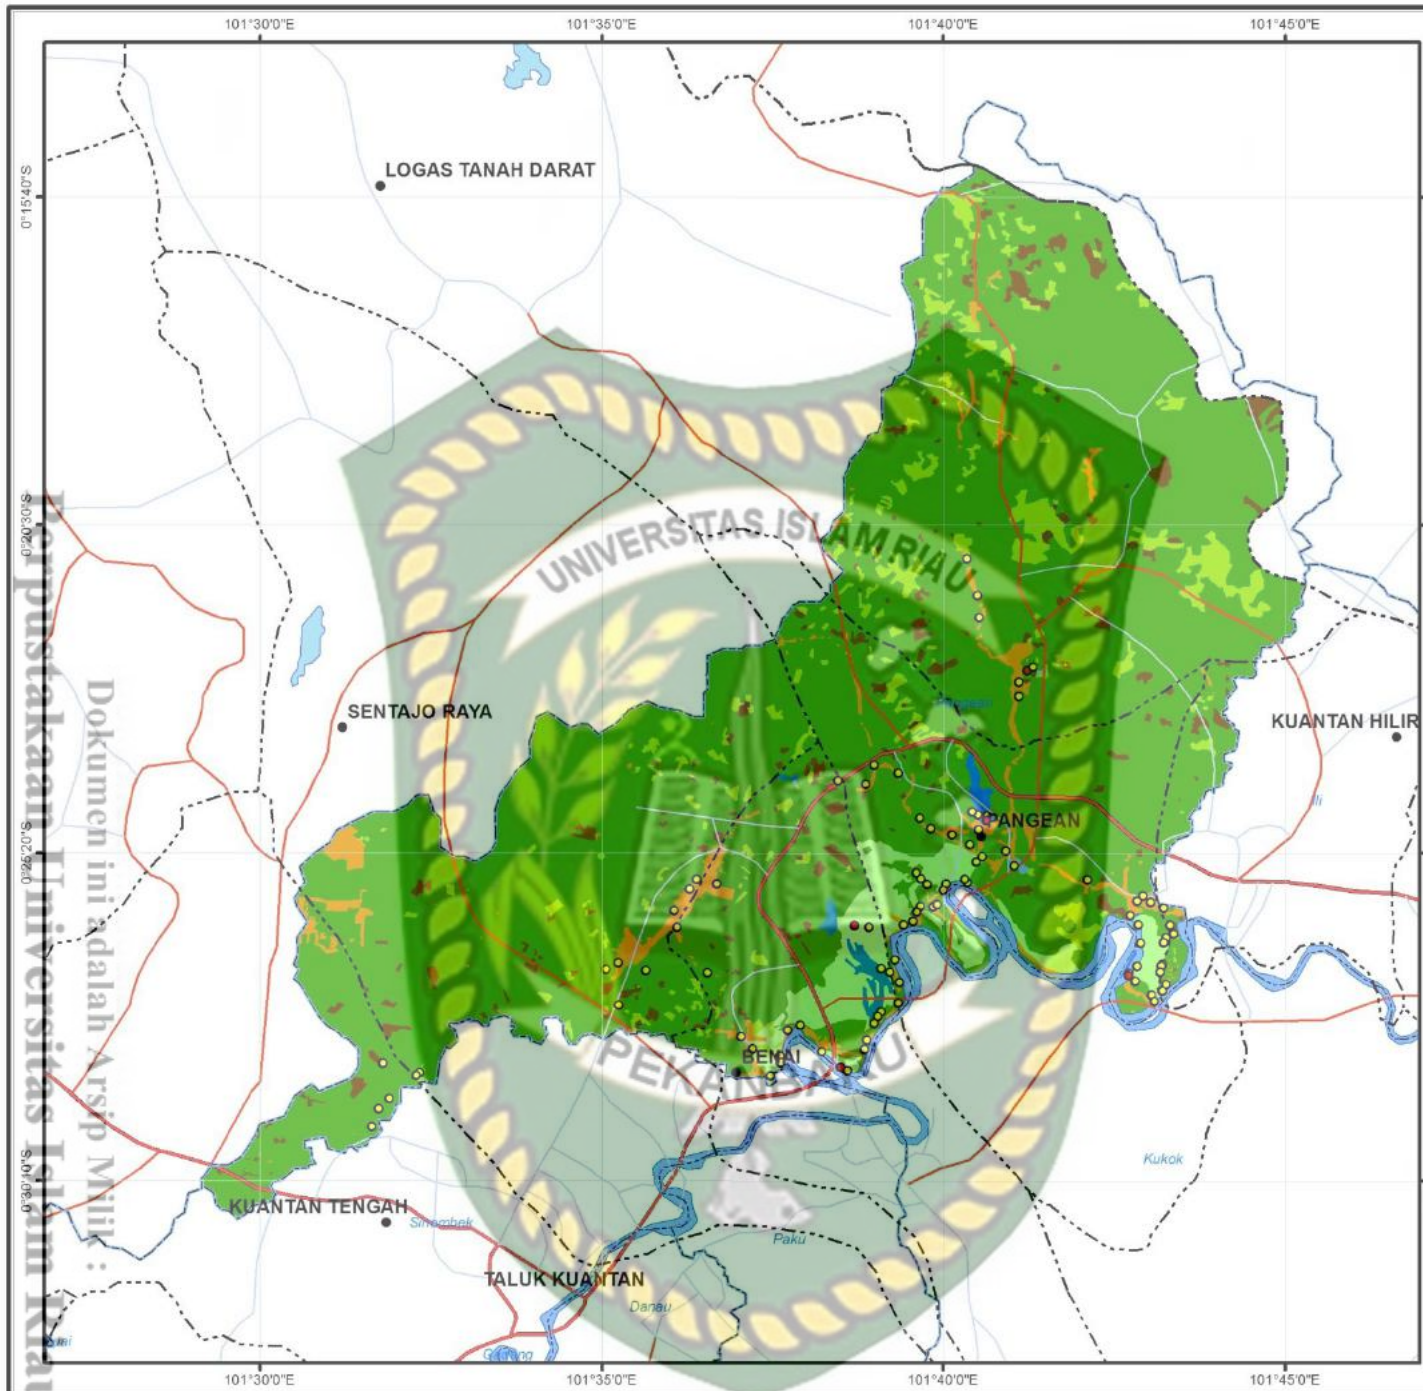 101°30'0"E
101°35'0"E
101°40'0"E
101°45'0"E
0°15'40"S
0°20'30"S
0°25'20"S
0°30'40"S
LOGAS TANAH DARAT
UNIVERSITAS ISLAM RIAU
SENTAJO RAYA
KUANTAN HILIR
Pangean
PANGEAN
BENAI
PEKANBARU
Kukok
KUANTAN TENGAH
Sinombek
Paku
TALUK KUANTAN
Danau
Dokumen ini adalah Arsip Milik :
Perpustakaan Universitas Islam Riau
101°30'0"E
101°35'0"E
101°40'0"E
101°45'0"E